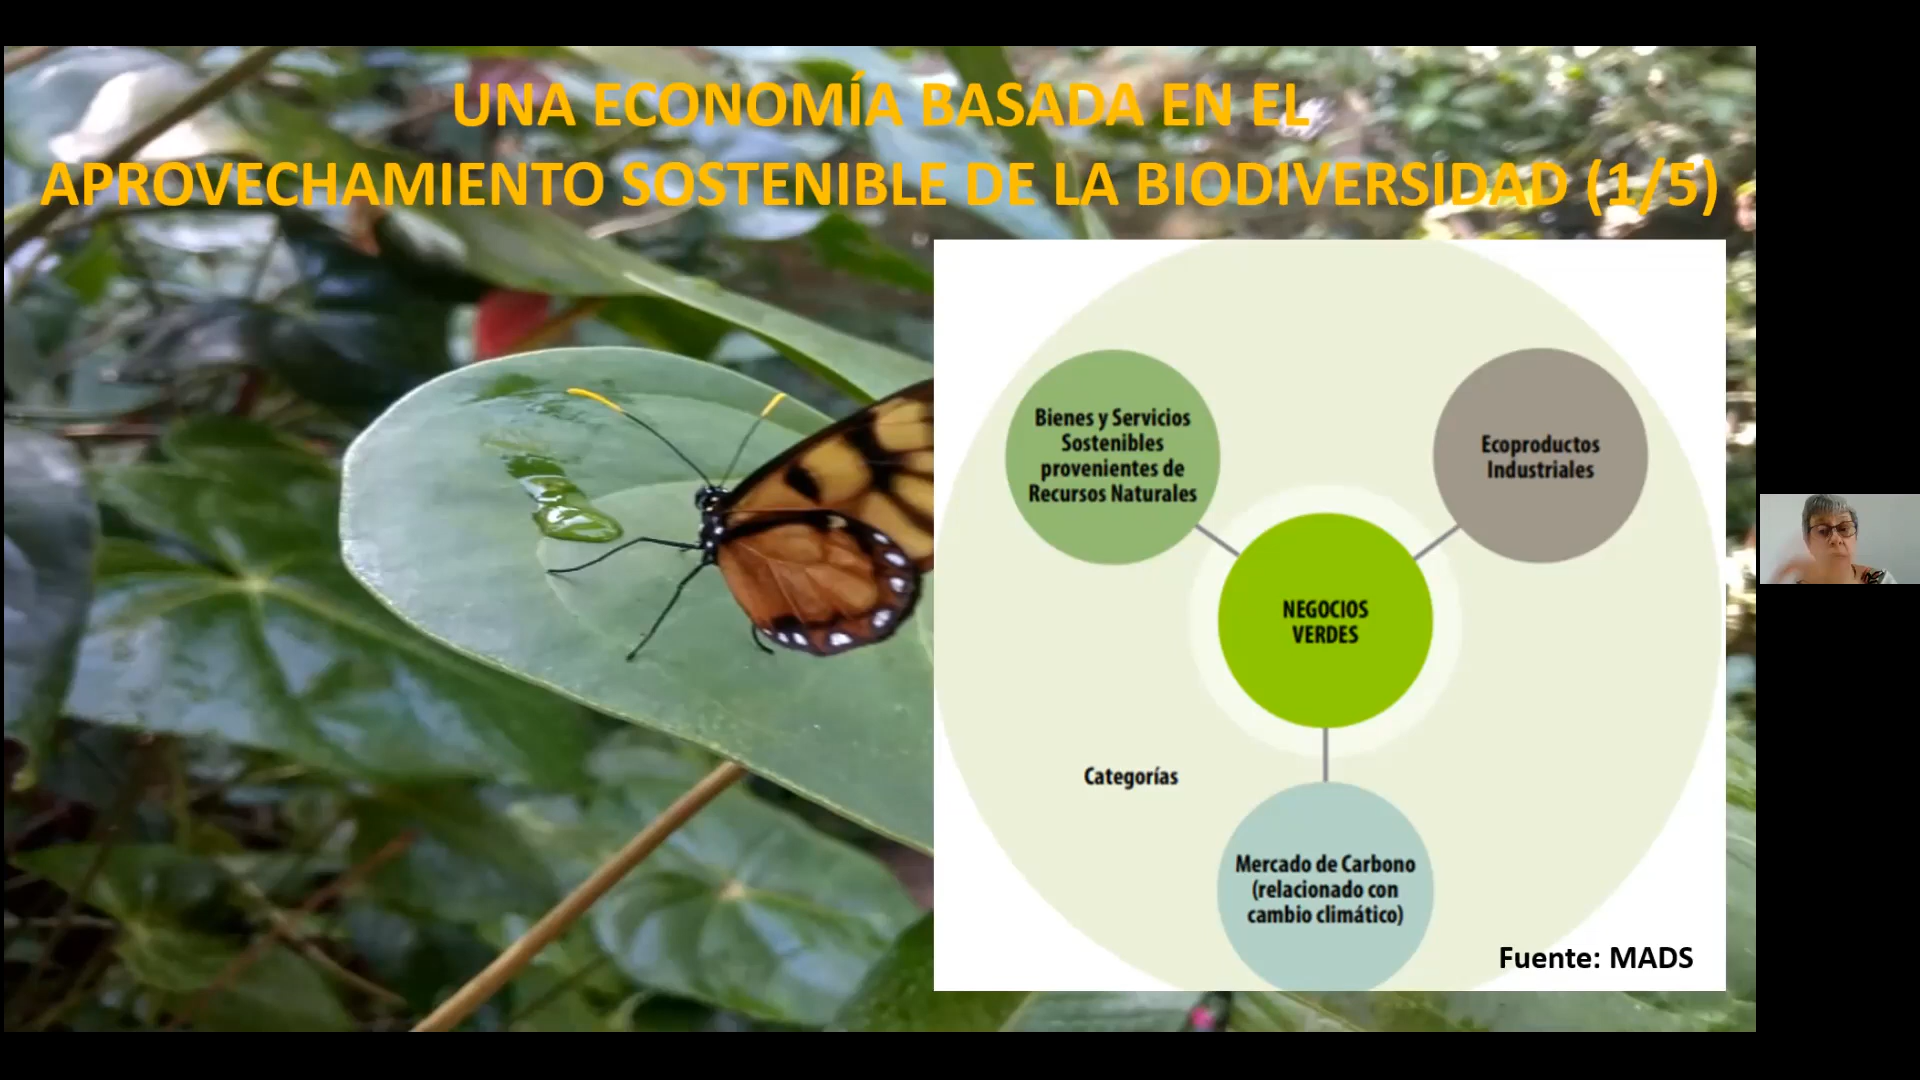 UNA ECONOMÍA BASADA EN EL
APROVECHAMIENTO SOSTENIBLE DE LA BIODIVERSIDAD (1/5)
Bienes y Servicios
Sostenibles
provenientes de
Recursos Naturales
Ecoproductos
Industriales
NEGOCIOS
VERDES
Categorías
Mercado de Carbono
(relacionado con
cambio climático)
Fuente: MADS